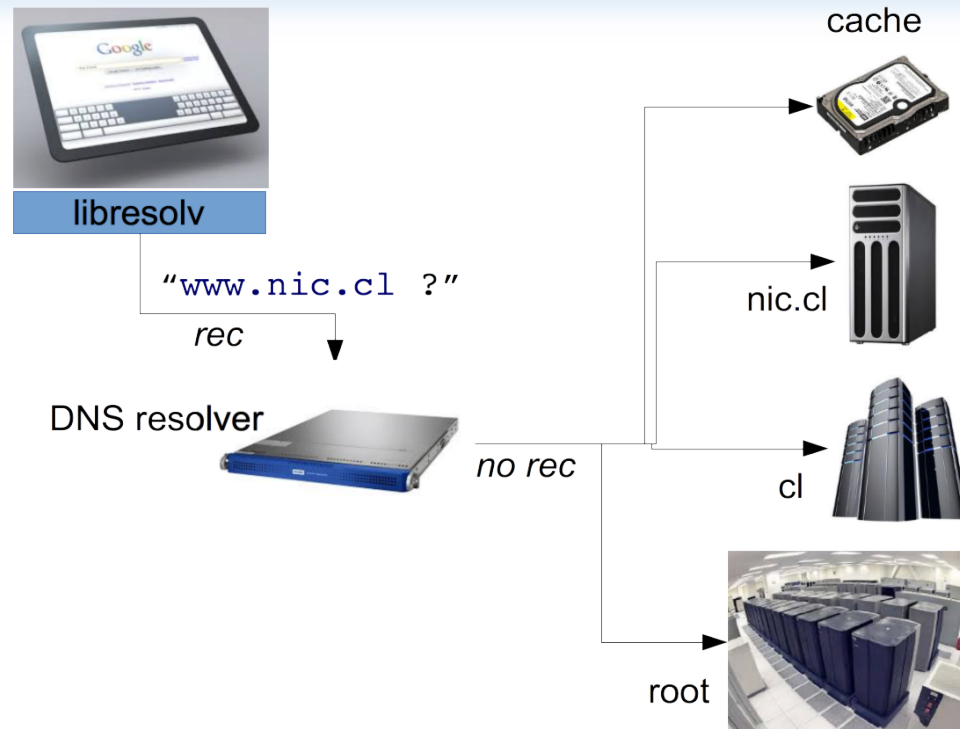 Google
libresolv
"www.nic.cl ?"
rec
DNS resolver
no rec
cache
nic.cl
cl
root